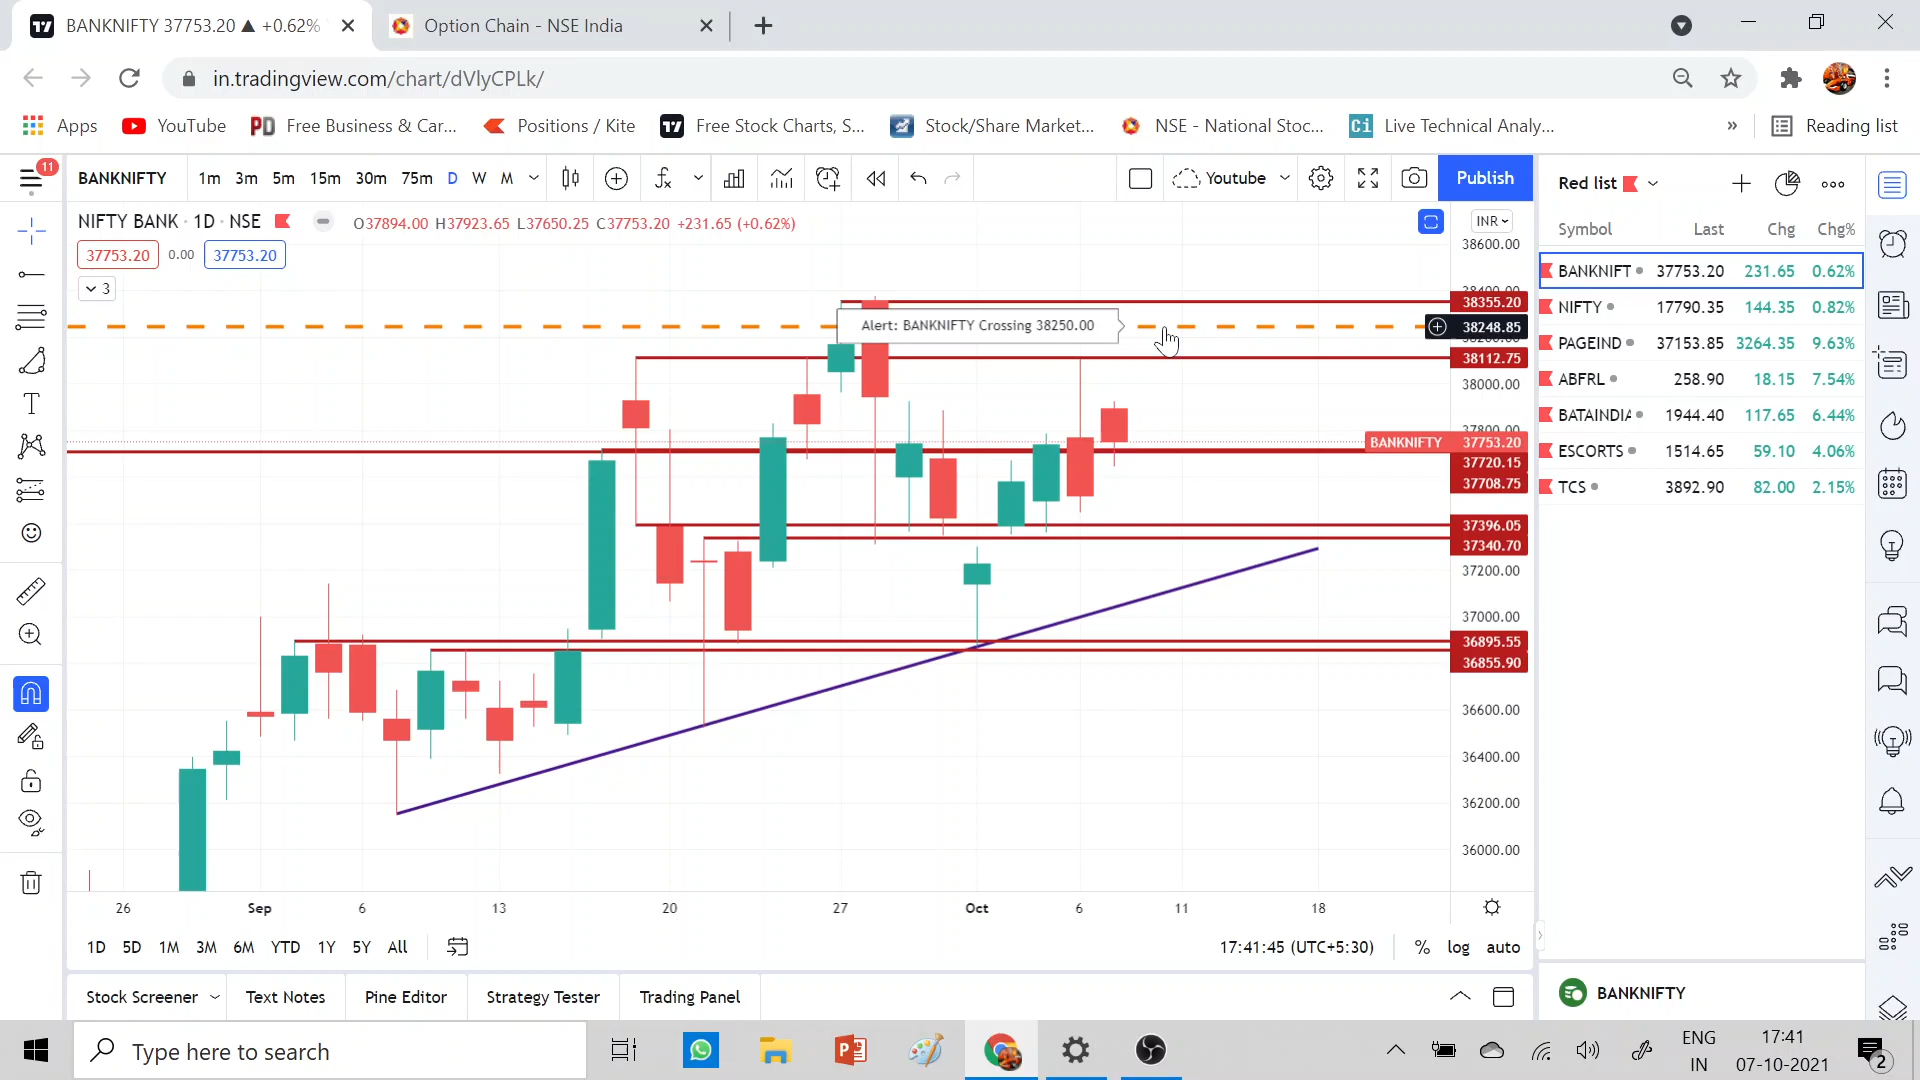 BANKNIFTY 37753.20 ▲ +0.62%
Option Chain - NSE India
in.tradingview.com/chart/dVlyCPLk/
Apps
YouTube
Free Business & Car...
Positions / Kite
Free Stock Charts, S...
Stock/Share Market...
NSE - National Stoc...
Live Technical Analy...
»
Reading list
11
BANKNIFTY
1m 3m 5m 15m 30m 75m D W M
Youtube
Publish
Red list
NIFTY BANK · 1D · NSE
O37894.00 H37923.65 L37650.25 C37753.20 +231.65 (+0.62%)
INR
37753.20 0.00 37753.20
3
Symbol Last Chg Chg%
BANKNIFT 37753.20 231.65 0.62%
NIFTY 17790.35 144.35 0.82%
PAGEIND 37153.85 3264.35 9.63%
ABFRL 258.90 18.15 7.54%
BATAINDIA 1944.40 117.65 6.44%
ESCORTS 1514.65 59.10 4.06%
TCS 3892.90 82.00 2.15%
38600.00
38400.00
38355.20
Alert: BANKNIFTY Crossing 38250.00
38248.85
38200.00
38112.75
38000.00
37800.00
BANKNIFTY 37753.20
37720.15
37708.75
37396.05
37340.70
37200.00
37000.00
36895.55
36855.90
36600.00
36400.00
36200.00
36000.00
26 Sep 6 13 20 27 Oct 6 11 18
1D 5D 1M 3M 6M YTD 1Y 5Y All
17:41:45 (UTC+5:30)
% log auto
Stock Screener
Text Notes
Pine Editor
Strategy Tester
Trading Panel
BANKNIFTY
Type here to search
ENG
IN
17:41
07-10-2021
2